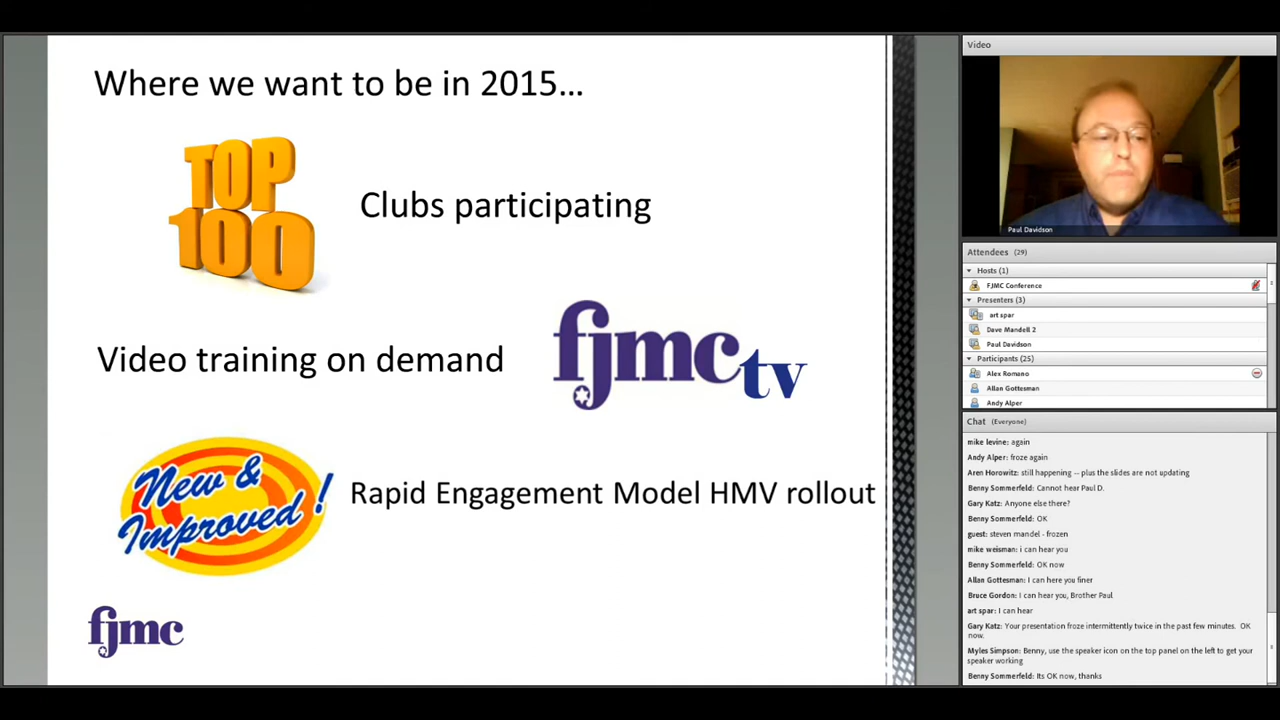 Where we want to be in 2015...
TOP
100
Clubs participating
Video training on demand
fjmc tv
New &
Improved!
Rapid Engagement Model HMV rollout
fjmc
Video
Paul Davidson
Attendees (29)
Hosts (1)
FJMC Conference
Presenters (3)
art spar
Dave Mandell 2
Paul Davidson
Participants (25)
Alex Romano
Allan Gottesman
Andy Alper
Chat (Everyone)
mike levine: again
Andy Alper: froze again
Aren Horowitz: still happening -- plus the slides are not updating
Benny Sommerfeld: Cannot hear Paul D.
Gary Katz: Anyone else there?
Benny Sommerfeld: OK
guest: steven mandel - frozen
mike weisman: i can hear you
Benny Sommerfeld: OK now
Allan Gottesman: I can here you finer
Bruce Gordon: I can hear you, Brother Paul
art spar: I can hear
Gary Katz: Your presentation froze intermittently twice in the past few minutes. OK
now.
Myles Simpson: Benny, use the speaker icon on the top panel on the left to get your
speaker working
Benny Sommerfeld: Its OK now, thanks